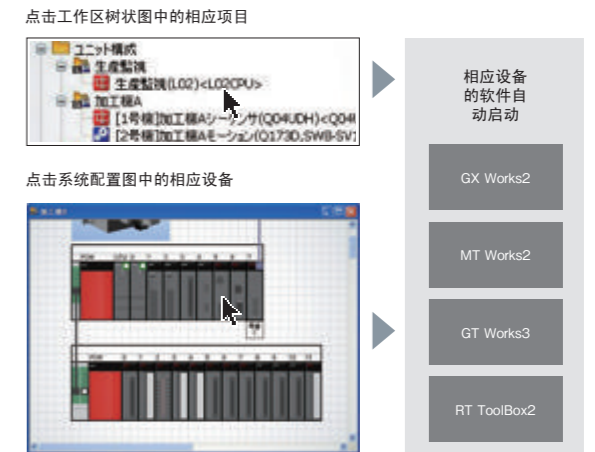 点击工作区树状图中的相应项目
ユニット構成
生産監視
生産監視(L02)<L02CPU>
加工機A
[1号機]加工機Aシーケンサ(Q04UDH)<Q04
[2号機]加工機Aモーション(Q173D,SW8-SV1
点击系统配置图中的相应设备
相应设备
的软件自
动启动
GX Works2
MT Works2
GT Works3
RT ToolBox2